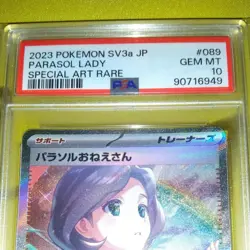 2023 POKEMON SV3a JP #089
PARASOL LADY GEM MT
SPECIAL ART RARE 10
PSA 90716949
サポート トレーナーズ
パラソルおねえさん